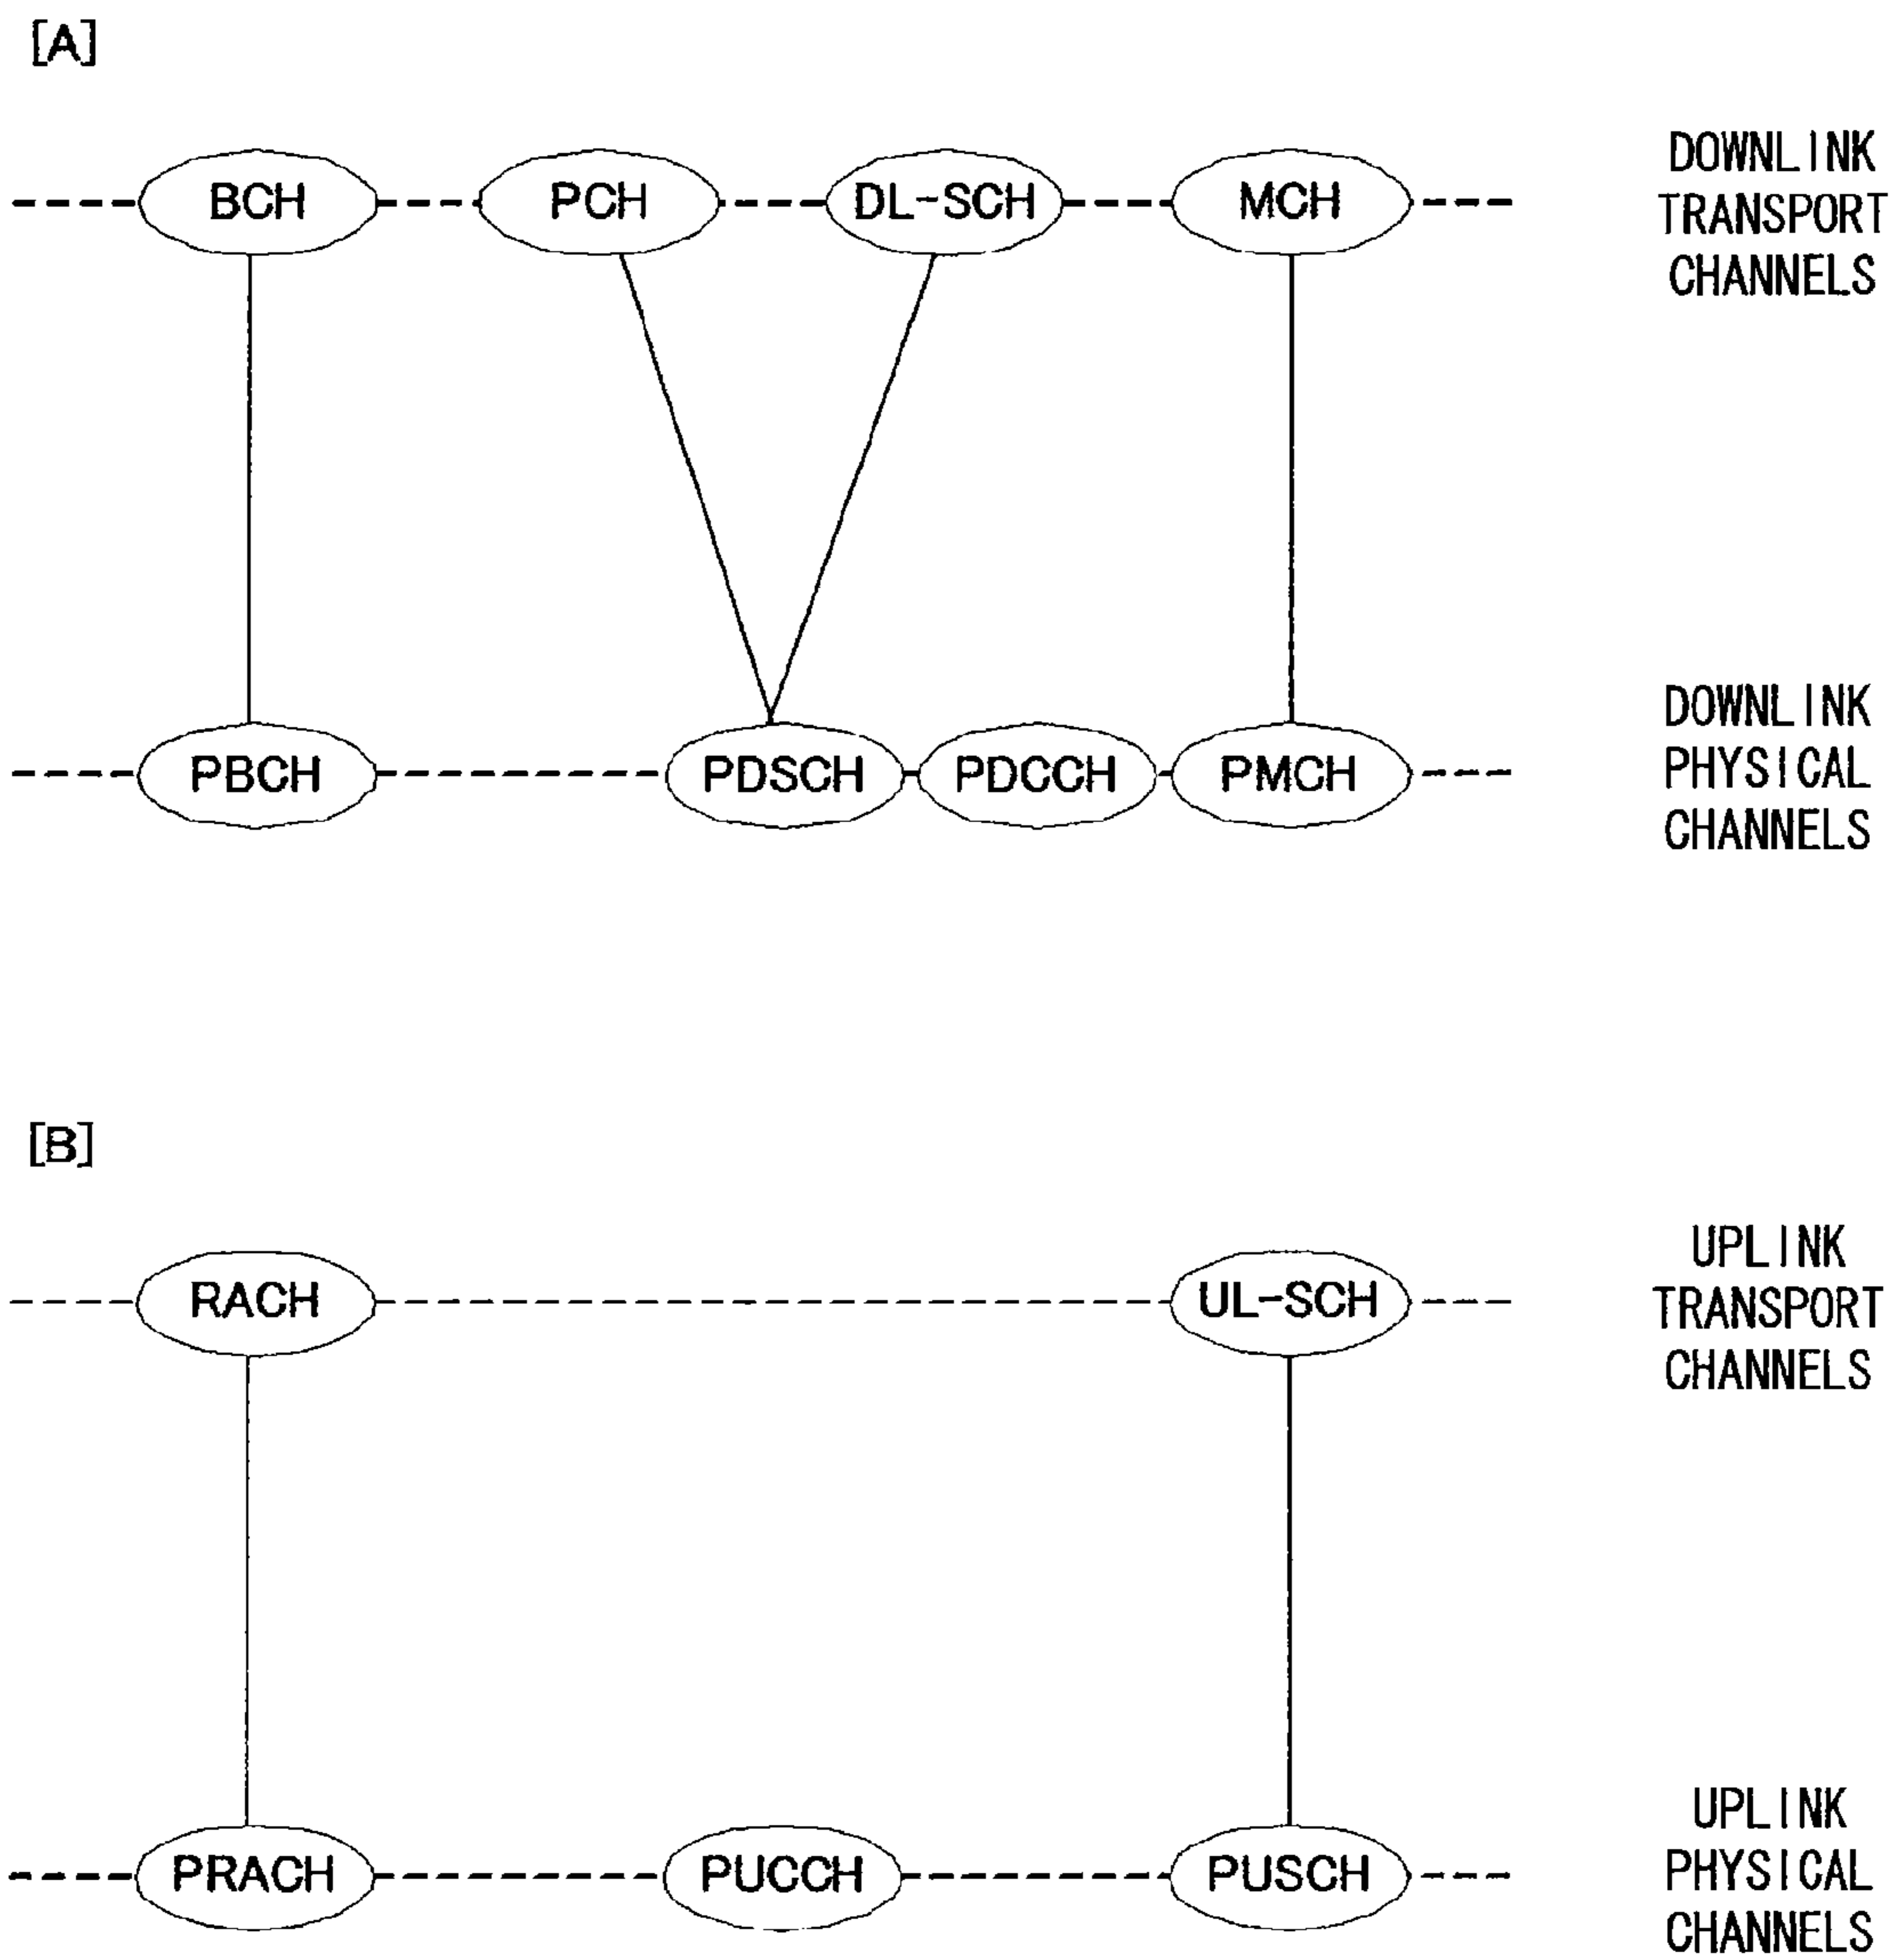 [A]
BCH PCH DL-SCH MCH
DOWNLINK
TRANSPORT
CHANNELS
PBCH PDSCH PDCCH PMCH
DOWNLINK
PHYSICAL
CHANNELS
[B]
RACH UL-SCH
UPLINK
TRANSPORT
CHANNELS
PRACH PUCCH PUSCH
UPLINK
PHYSICAL
CHANNELS